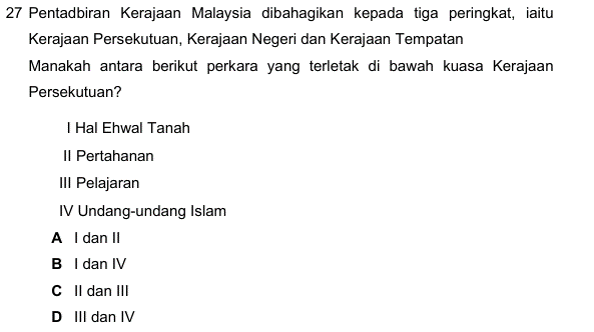 27 Pentadbiran Kerajaan Malaysia dibahagikan kepada tiga peringkat, iaitu
Kerajaan Persekutuan, Kerajaan Negeri dan Kerajaan Tempatan
Manakah antara berikut perkara yang terletak di bawah kuasa Kerajaan
Persekutuan?
I Hal Ehwal Tanah
II Pertahanan
III Pelajaran
IV Undang-undang Islam
A I dan II
B I dan IV
C II dan III
D III dan IV